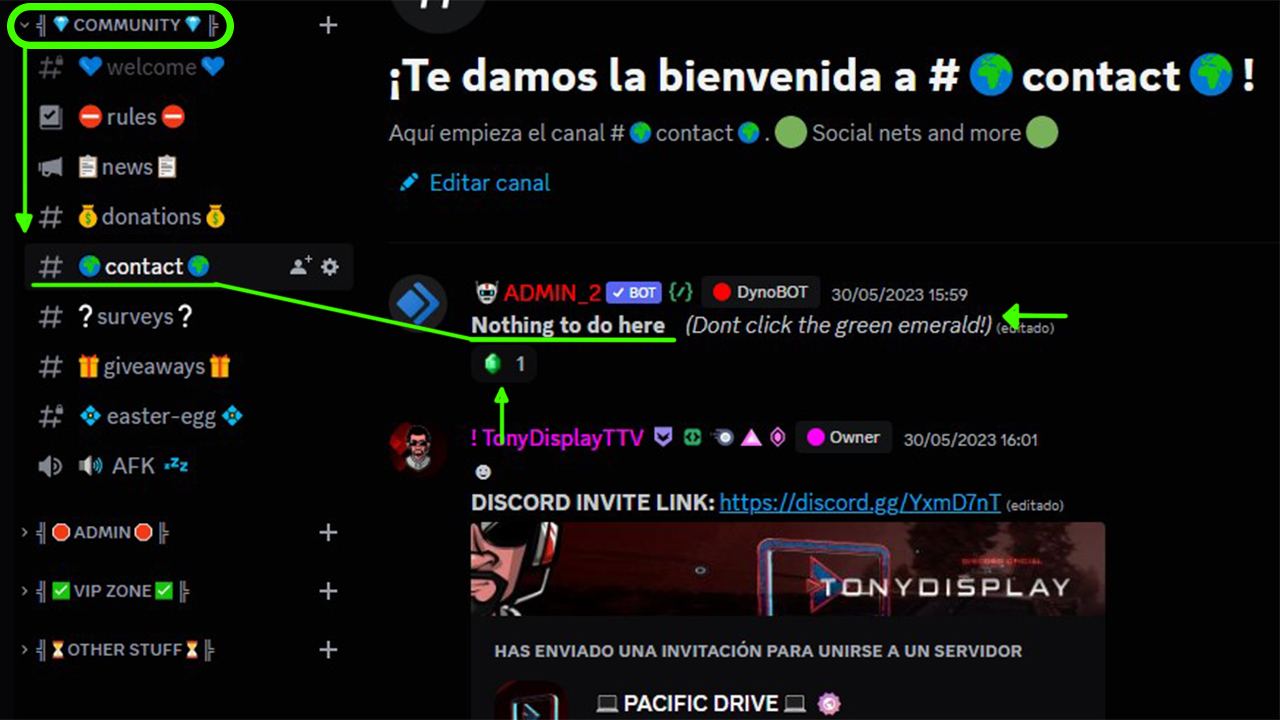 COMMUNITY
welcome
rules
news
donations
contact
surveys
giveaways
easter-egg
AFK
ADMIN
VIP ZONE
OTHER STUFF
¡Te damos la bienvenida a # contact !
Aquí empieza el canal # contact . Social nets and more
Editar canal
ADMIN_2 ✓ BOT DynoBOT 30/05/2023 15:59
Nothing to do here (Dont click the green emerald!) (editado)
1
! TonyDisplayTTV Owner 30/05/2023 16:01
DISCORD INVITE LINK: https://discord.gg/YxmD7nT (editado)
DISCORD OFICIAL
TONYDISPLAY
HAS ENVIADO UNA INVITACIÓN PARA UNIRSE A UN SERVIDOR
PACIFIC DRIVE